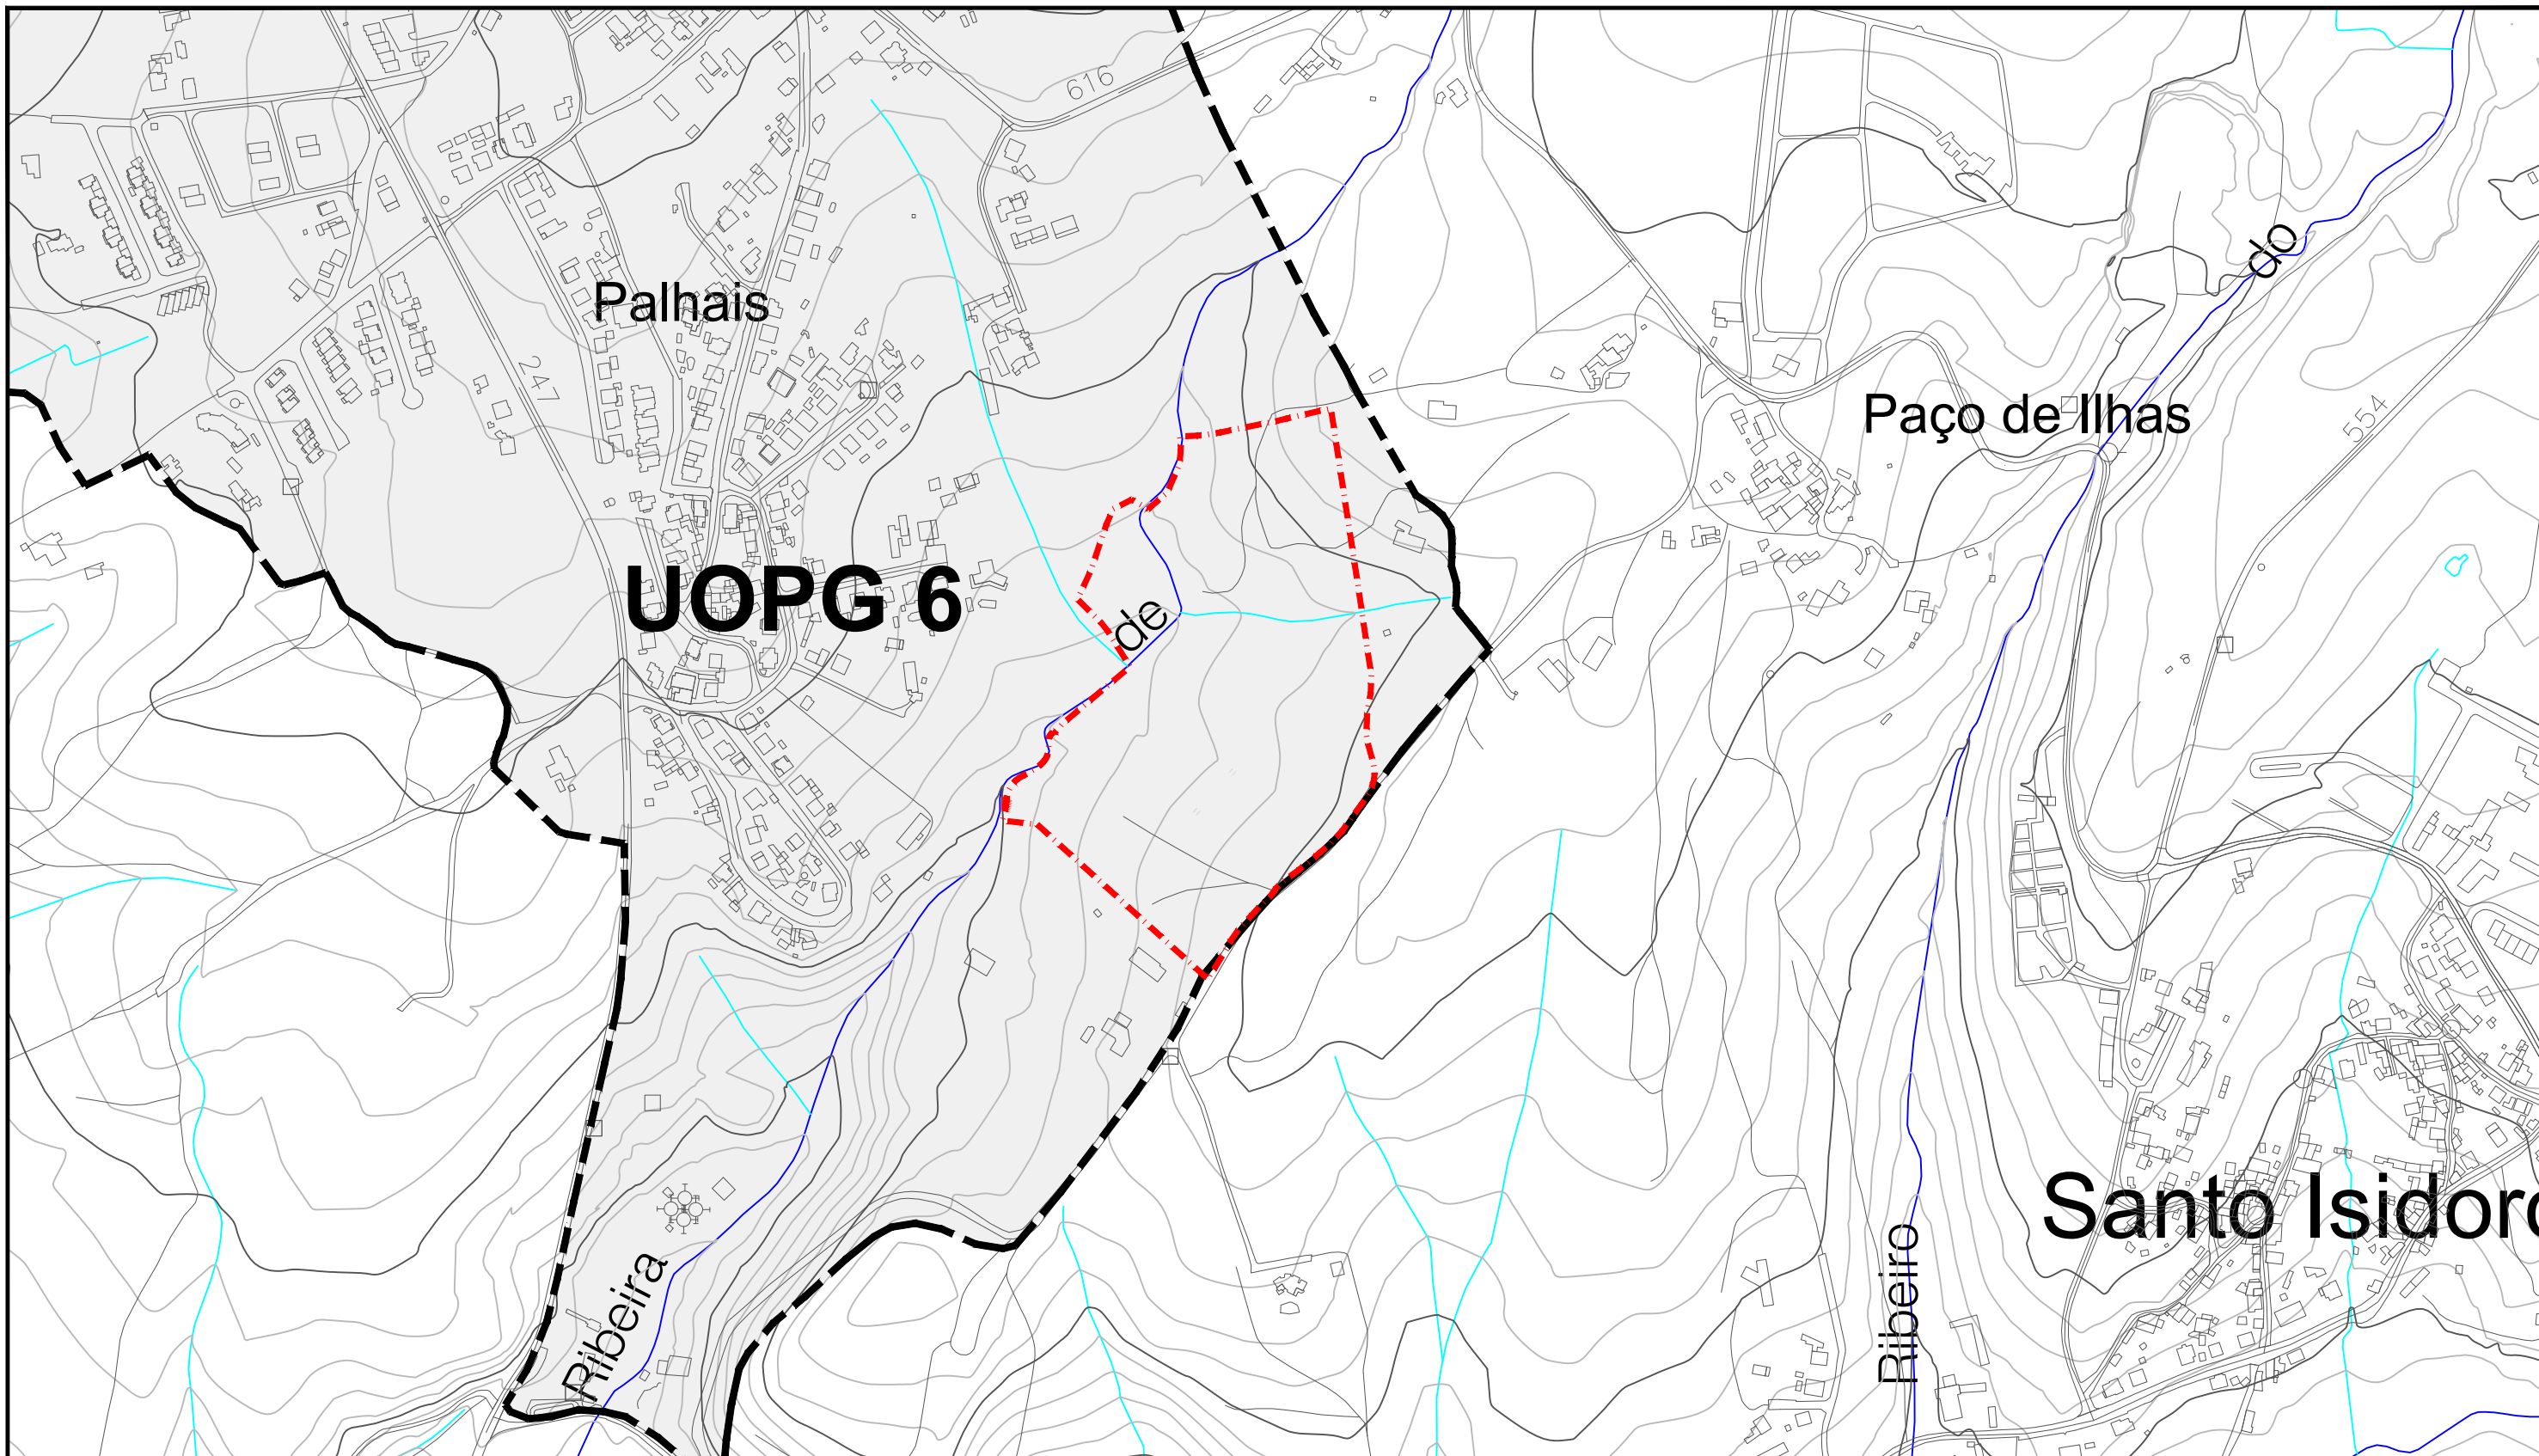 616
do
Palhais
247
Paço de Ilhas
554
UOPG 6
de
Santo Isidoro
Ribeiro
Ribeira